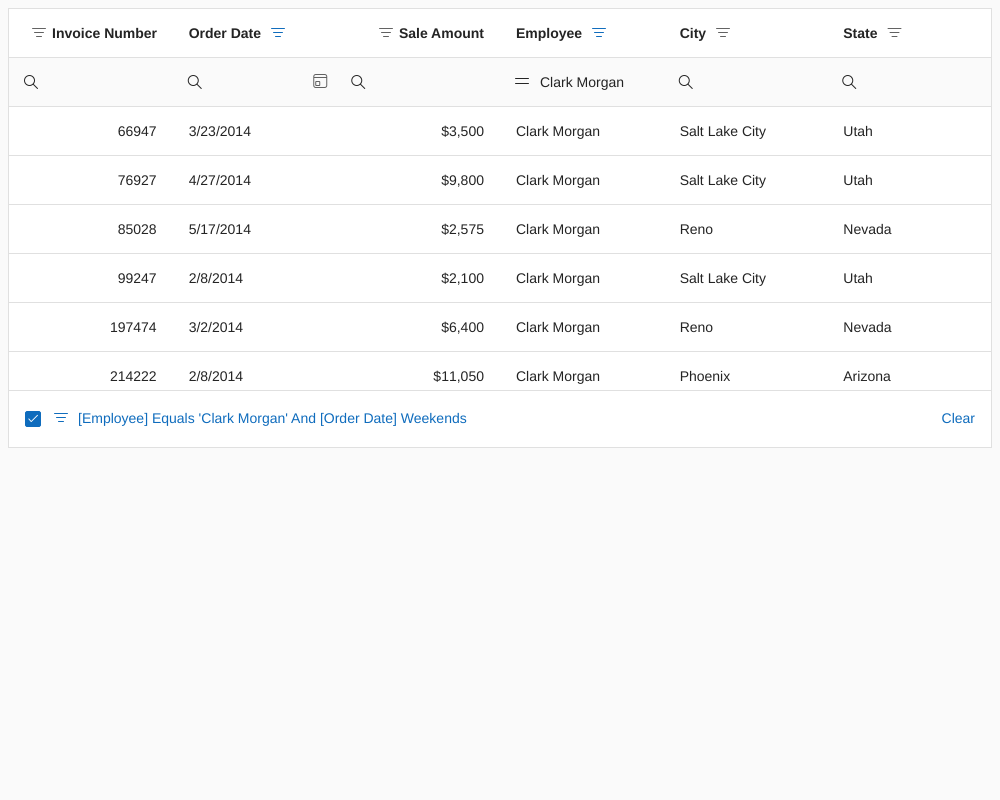 Invoice Number Order Date Sale Amount Employee City State
Clark Morgan
66947 3/23/2014 $3,500 Clark Morgan Salt Lake City Utah
76927 4/27/2014 $9,800 Clark Morgan Salt Lake City Utah
85028 5/17/2014 $2,575 Clark Morgan Reno Nevada
99247 2/8/2014 $2,100 Clark Morgan Salt Lake City Utah
197474 3/2/2014 $6,400 Clark Morgan Reno Nevada
214222 2/8/2014 $11,050 Clark Morgan Phoenix Arizona
[Employee] Equals 'Clark Morgan' And [Order Date] Weekends Clear